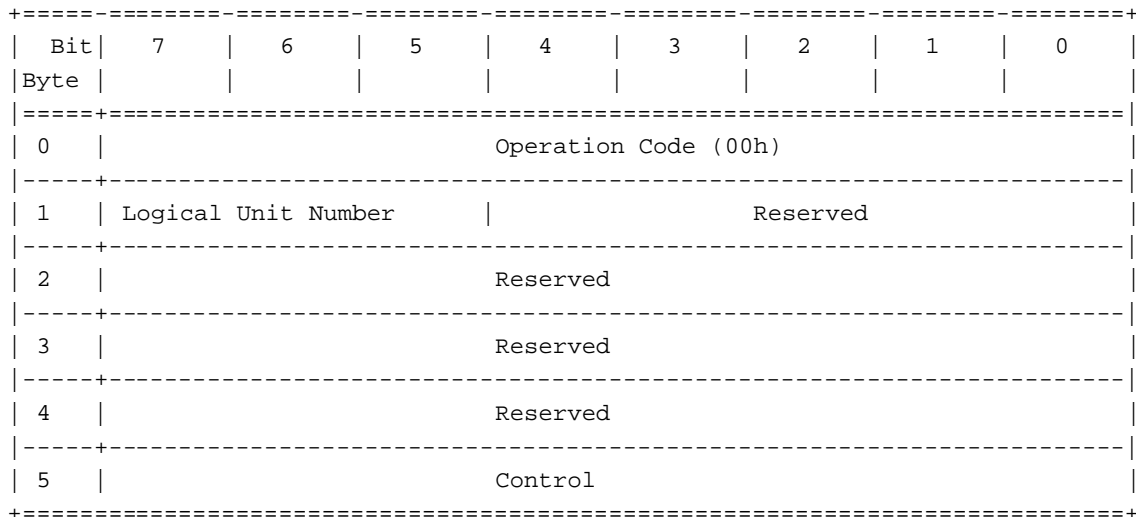 +=====-========-========-========-========-========-========-========-========+
|  Bit|   7    |   6    |   5    |   4    |   3    |   2    |   1    |   0    |
|Byte |        |        |        |        |        |        |        |        |
|=====+=======================================================================|
| 0   |                           Operation Code (00h)                        |
|-----+-----------------------------------------------------------------------|
| 1   | Logical Unit Number      |                  Reserved                  |
|-----+-----------------------------------------------------------------------|
| 2   |                           Reserved                                    |
|-----+-----------------------------------------------------------------------|
| 3   |                           Reserved                                    |
|-----+-----------------------------------------------------------------------|
| 4   |                           Reserved                                    |
|-----+-----------------------------------------------------------------------|
| 5   |                           Control                                     |
+=============================================================================+